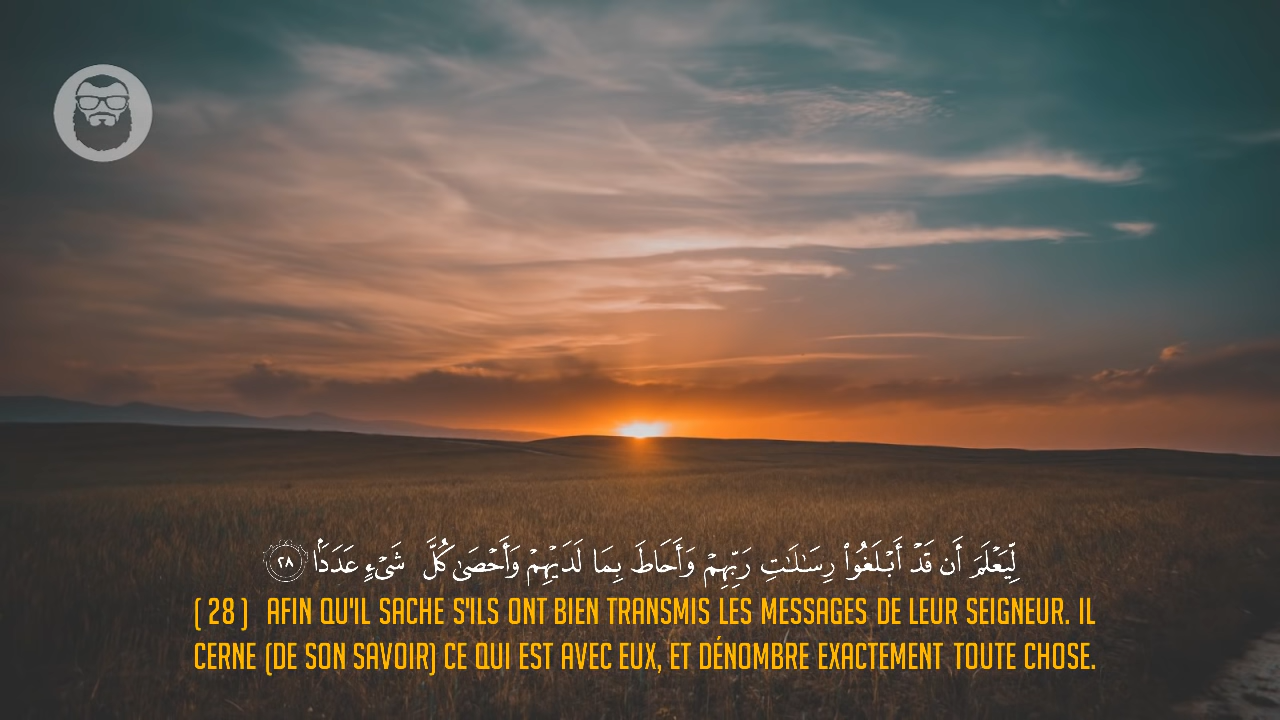 لِّيَعْلَمَ أَن قَدْ أَبْلَغُوا۟ رِسَـٰلَـٰتِ رَبِّهِمْ وَأَحَاطَ بِمَا لَدَيْهِمْ وَأَحْصَىٰ كُلَّ شَىْءٍ عَدَدًۢا ٢٨
( 28 ) AFIN QU'IL SACHE S'ILS ONT BIEN TRANSMIS LES MESSAGES DE LEUR SEIGNEUR. IL
CERNE (DE SON SAVOIR) CE QUI EST AVEC EUX, ET DÉNOMBRE EXACTEMENT TOUTE CHOSE.